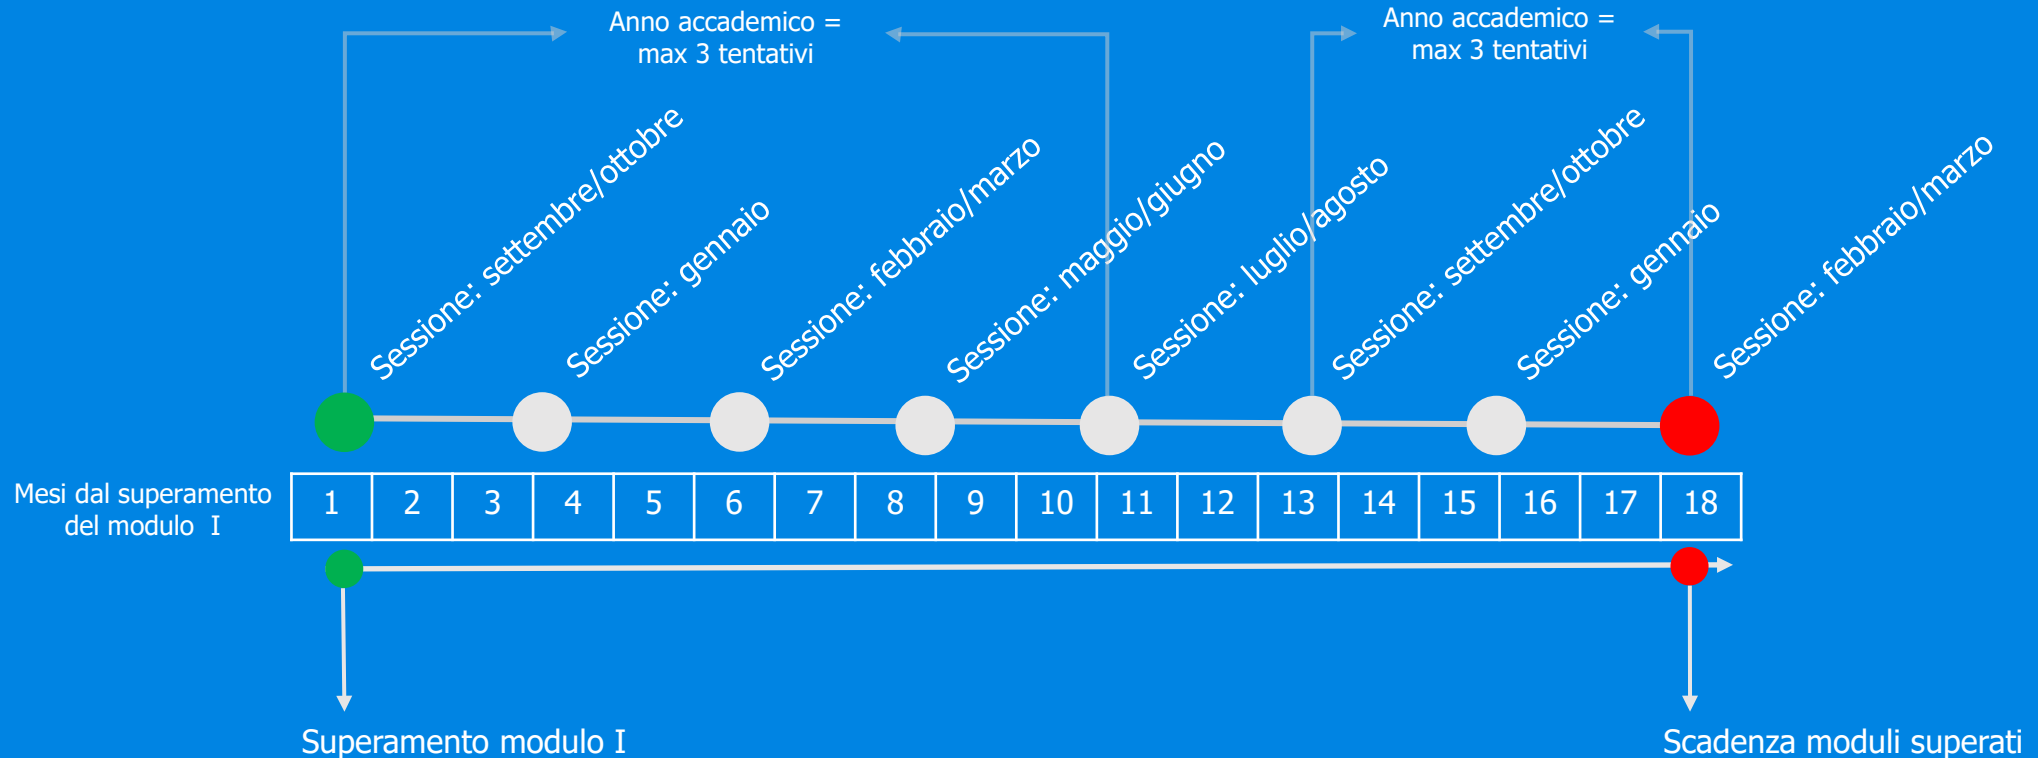 Anno accademico =
max 3 tentativi
Anno accademico =
max 3 tentativi
Sessione: settembre/ottobre
Sessione: gennaio
Sessione: febbraio/marzo
Sessione: maggio/giugno
Sessione: luglio/agosto
Sessione: settembre/ottobre
Sessione: gennaio
Sessione: febbraio/marzo
Mesi dal superamento
del modulo I
1 2 3 4 5 6 7 8 9 10 11 12 13 14 15 16 17 18
Superamento modulo I
Scadenza moduli superati